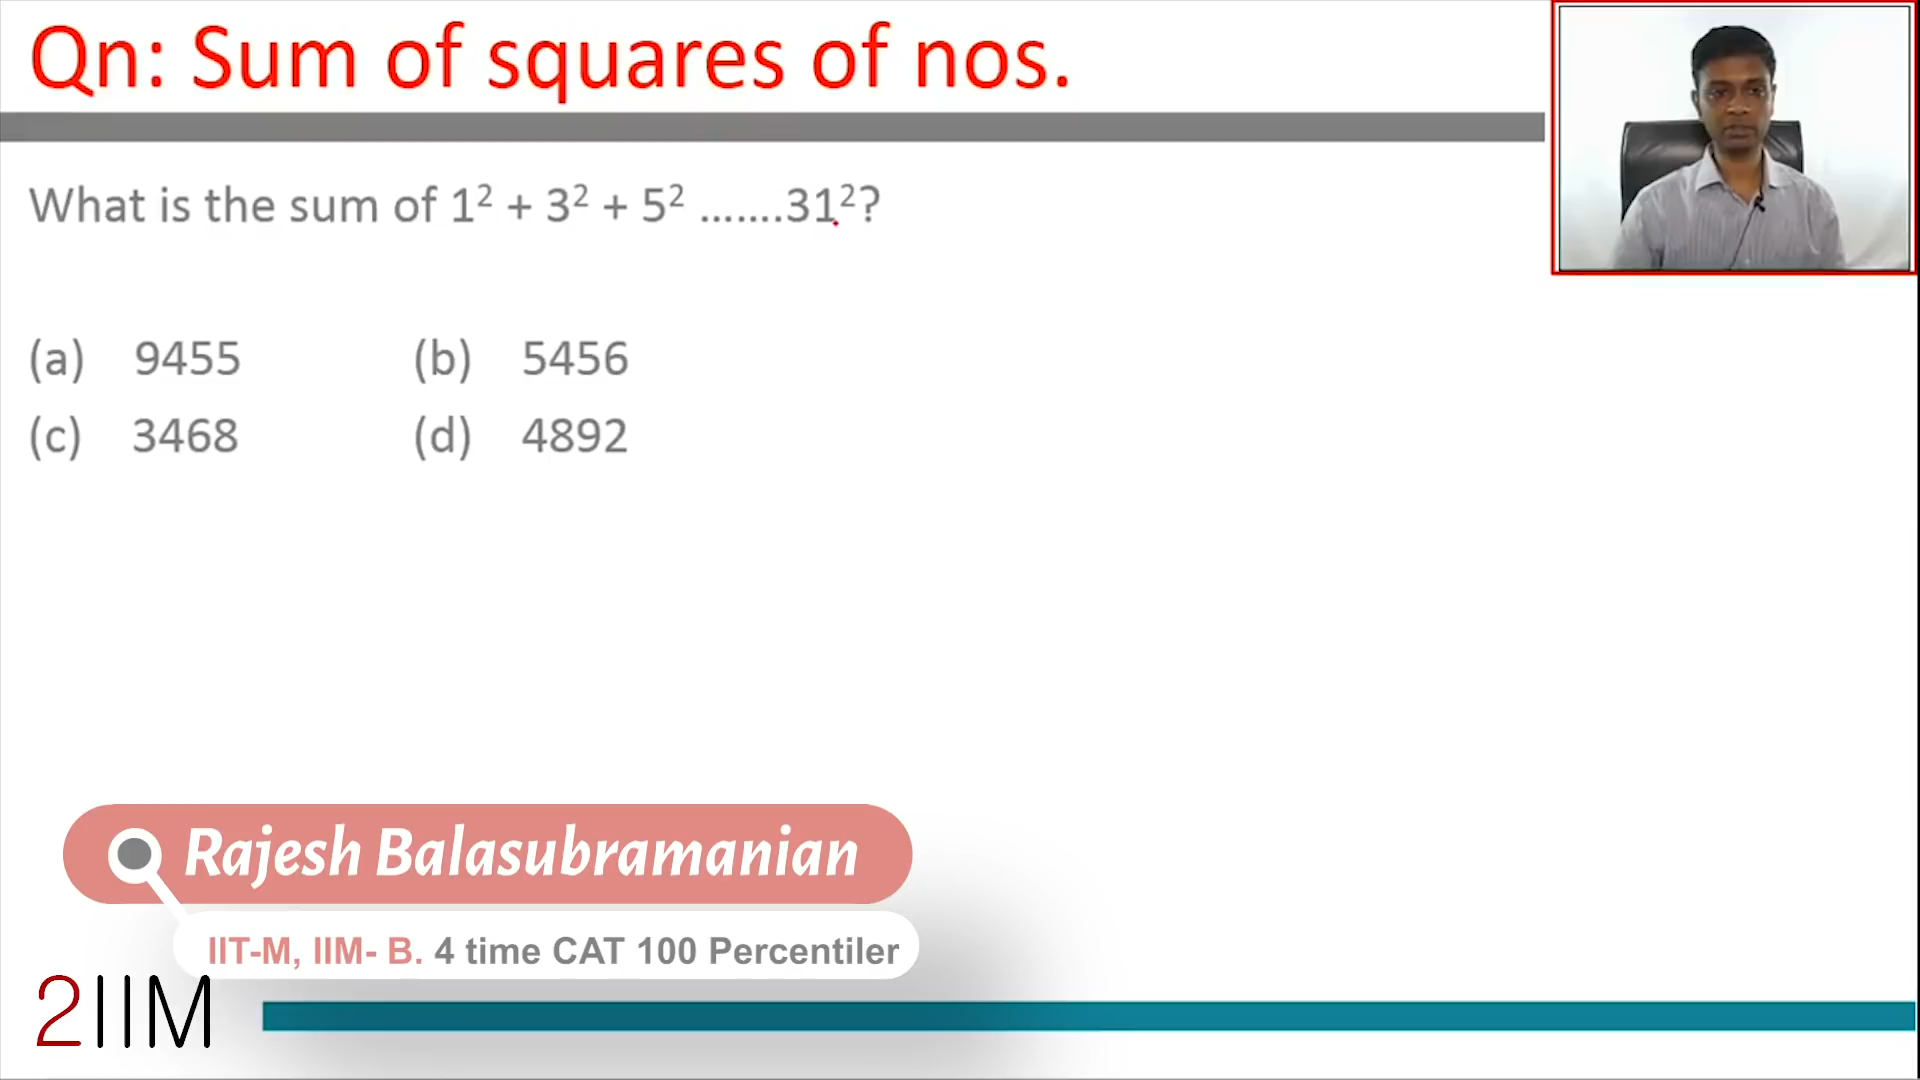 Qn: Sum of squares of nos.
What is the sum of 1² + 3² + 5² .......31²?
(a) 9455 (b) 5456
(c) 3468 (d) 4892
Rajesh Balasubramanian
IIT-M, IIM- B. 4 time CAT 100 Percentiler
2IIM